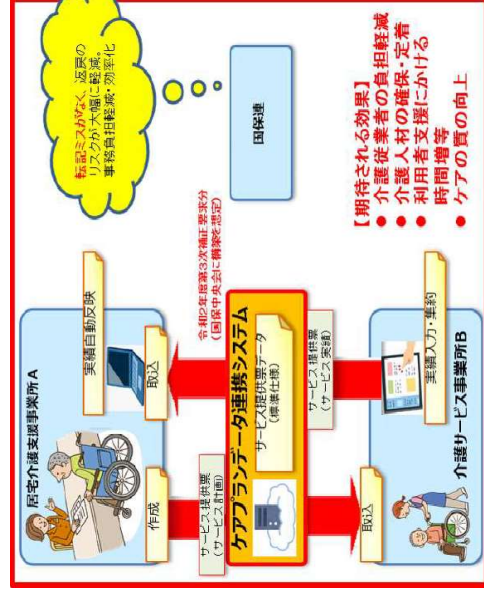 居宅介護支援事業所A
作成
取込
実績自動反映
サービス提供票
（サービス計画）
令和2年度第3次補正要求分
（国保中央会に構築を想定）
ケアプランデータ連携システム
サービス提供票データ
（標準仕様）
サービス提供票
（サービス実績）
取込
実績入力・集約
介護サービス事業所B
転記ミスがなく、返戻の
リスクが大幅に軽減。
事務負担軽減・効率化
国保連
【期待される効果】
● 介護従業者の負担軽減
● 介護人材の確保・定着
● 利用者支援にかける
時間増等
● ケアの質の向上